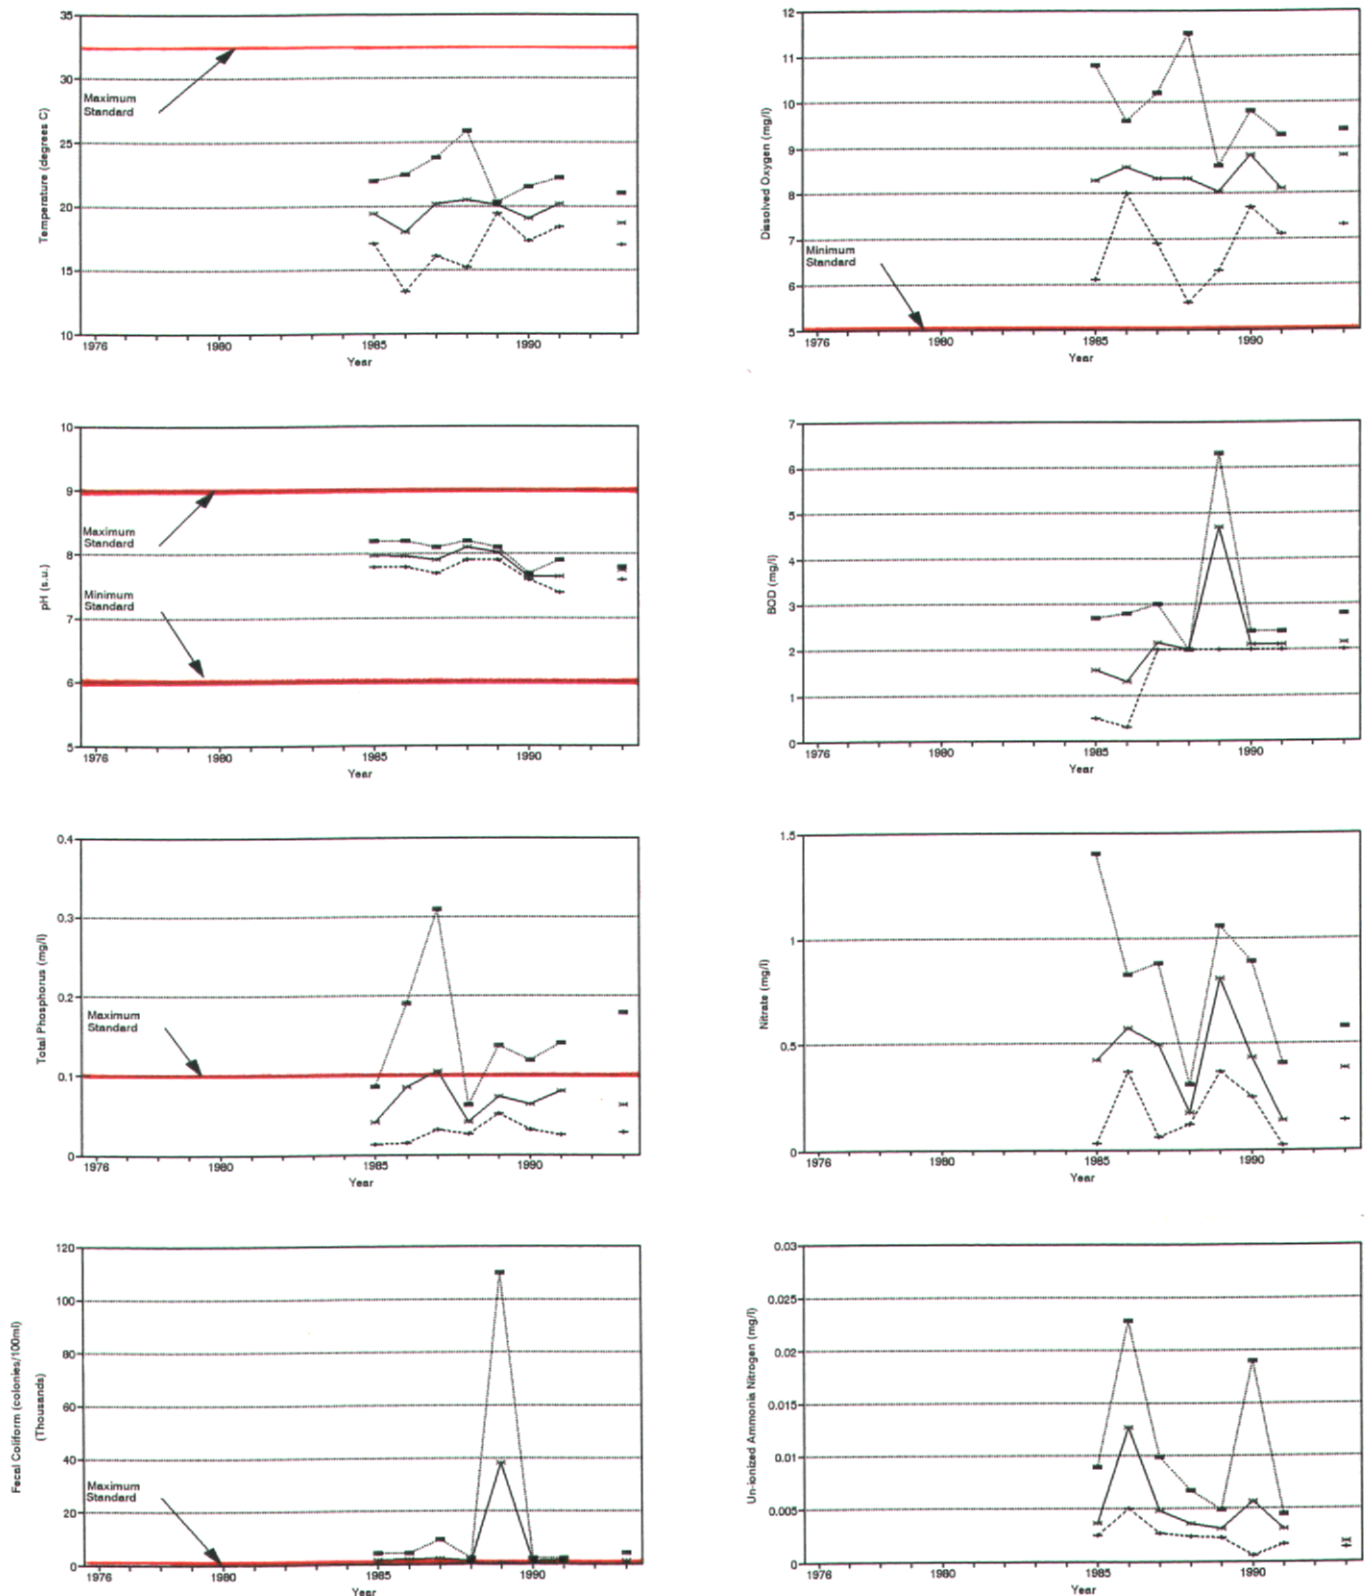 35
30
25
20
15
10
Temperature (degrees C)
Maximum
Standard
1976
1980
1985
1990
Year
12
11
10
9
8
7
6
5
Dissolved Oxygen (mg/l)
Minimum
Standard
1976
1980
1985
1990
Year
10
9
8
7
6
5
pH (s.u.)
Maximum
Standard
Minimum
Standard
1976
1980
1985
1990
Year
7
6
5
4
3
2
1
0
BOD (mg/l)
1976
1980
1985
1990
Year
0.4
0.3
0.2
0.1
0
Total Phosphorus (mg/l)
Maximum
Standard
1976
1980
1985
1990
Year
1.5
1
0.5
0
Nitrate (mg/l)
1976
1980
1985
1990
Year
120
100
80
60
40
20
0
Fecal Coliform (colonies/100ml)
(Thousands)
Maximum
Standard
1976
1980
1985
1990
Year
0.03
0.025
0.02
0.015
0.01
0.005
0
Un-ionized Ammonia Nitrogen (mg/l)
1976
1980
1985
1990
Year